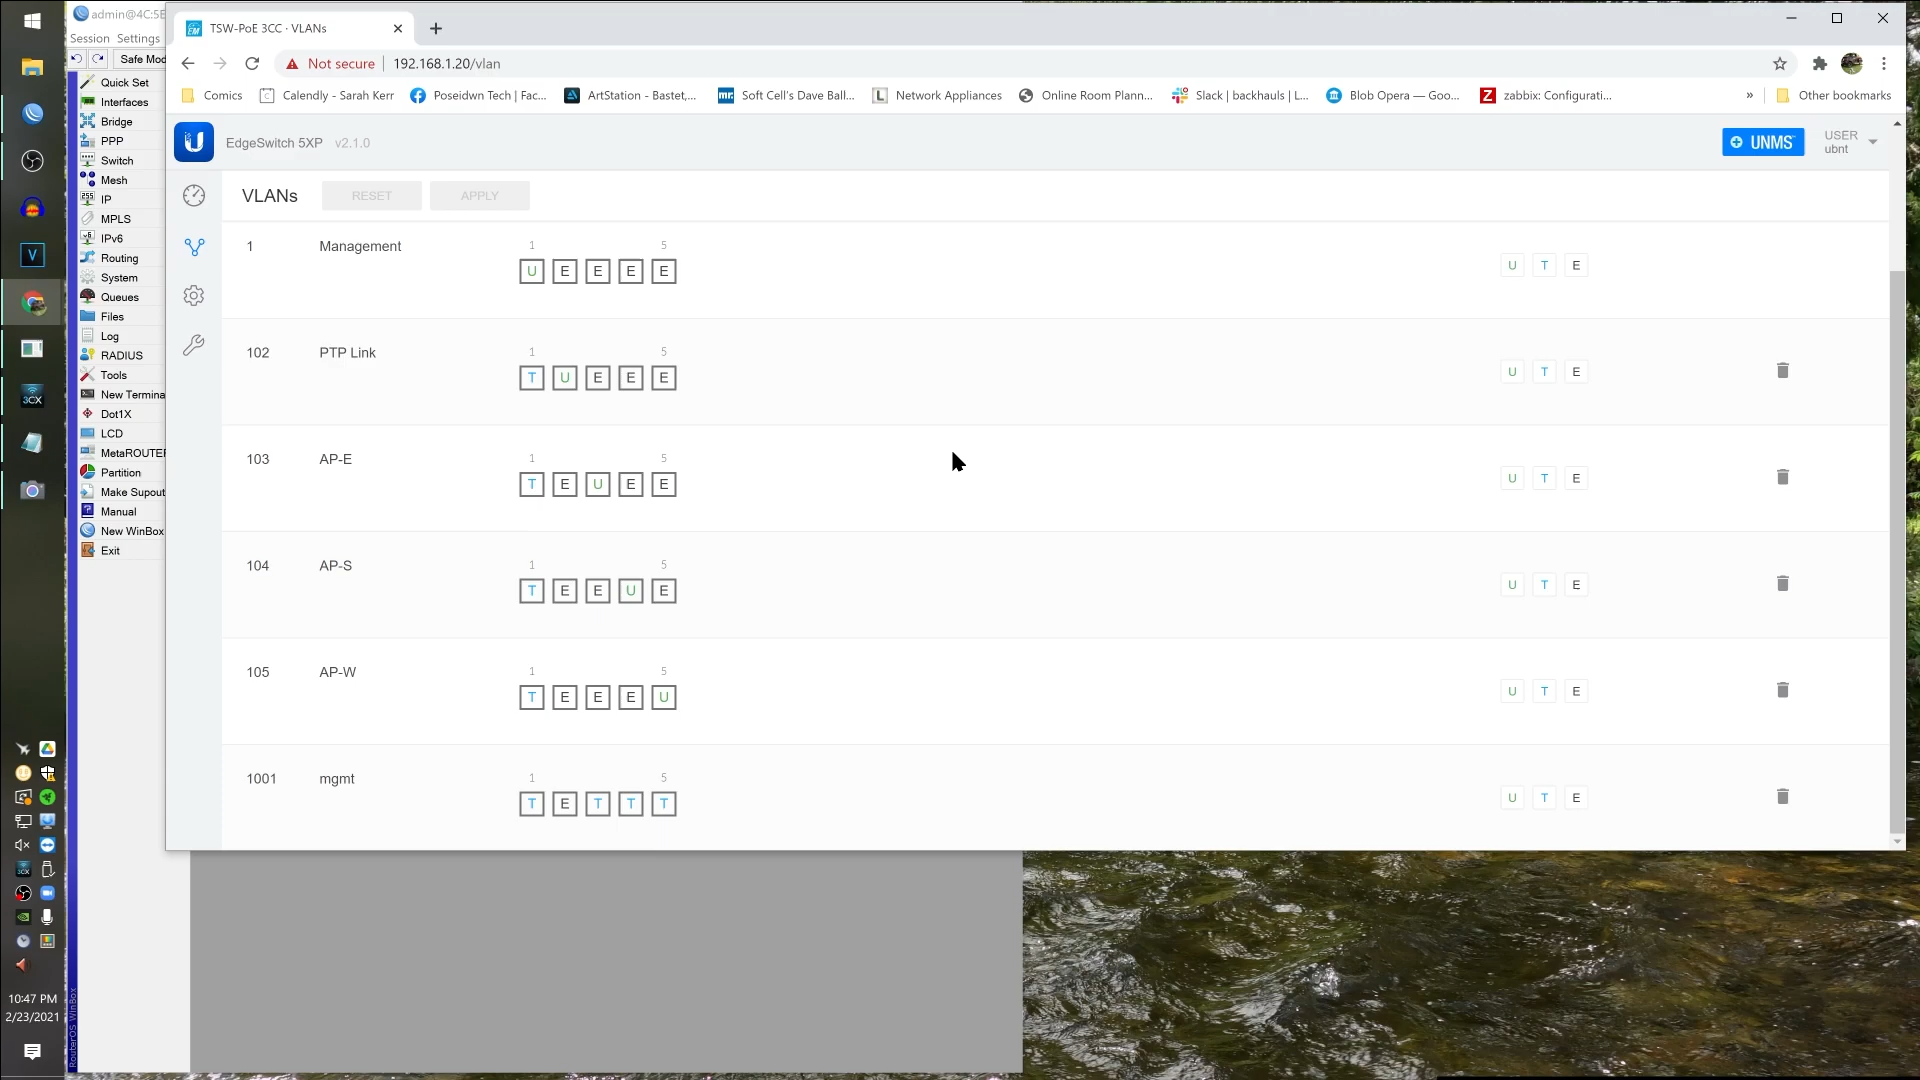 admin@4C:5E
Session Settings
Safe Mod
Quick Set
Interfaces
Bridge
PPP
Switch
Mesh
IP
MPLS
IPv6
Routing
System
Queues
Files
Log
RADIUS
Tools
New Termina
Dot1X
LCD
MetaROUTER
Partition
Make Supout
Manual
New WinBox
Exit
RouterOS WinBox
10:47 PM
2/23/2021
TSW-PoE 3CC · VLANs
Not secure 192.168.1.20/vlan
Comics Calendly - Sarah Kerr Poseidwn Tech | Fac... ArtStation - Bastet,... Soft Cell's Dave Ball... Network Appliances Online Room Plann... Slack | backhauls | L... Blob Opera — Goo... zabbix: Configurati... » Other bookmarks
EdgeSwitch 5XP v2.1.0
UNMS
USER
ubnt
VLANs RESET APPLY
1 Management 1 5
U E E E E U T E
102 PTP Link 1 5
T U E E E U T E
103 AP-E 1 5
T E U E E U T E
104 AP-S 1 5
T E E U E U T E
105 AP-W 1 5
T E E E U U T E
1001 mgmt 1 5
T E T T T U T E